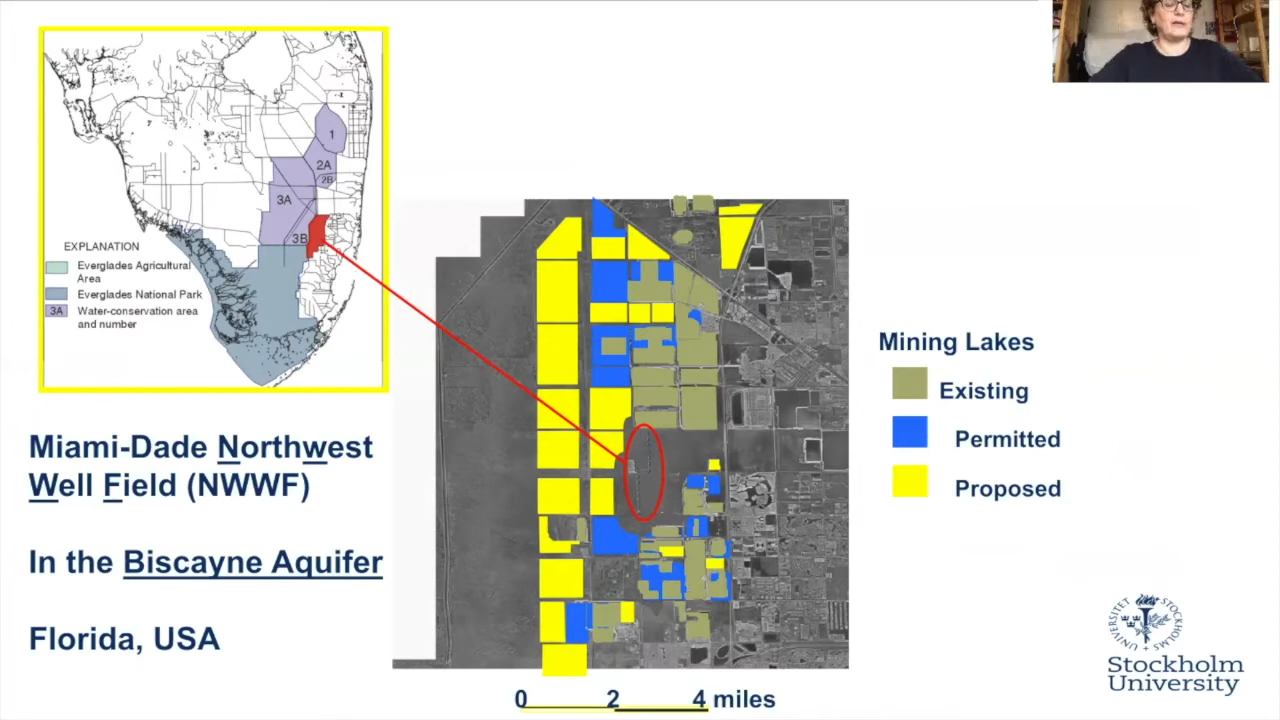 1
2A
2B
3A
3B
EXPLANATION
Everglades Agricultural
Area
Everglades National Park
3A
Water-conservation area
and number
Miami-Dade Northwest
Well Field (NWWF)
In the Biscayne Aquifer
Florida, USA
0 2 4 miles
Mining Lakes
Existing
Permitted
Proposed
STOCKHOLMS
UNIVERSITET
Stockholm
University